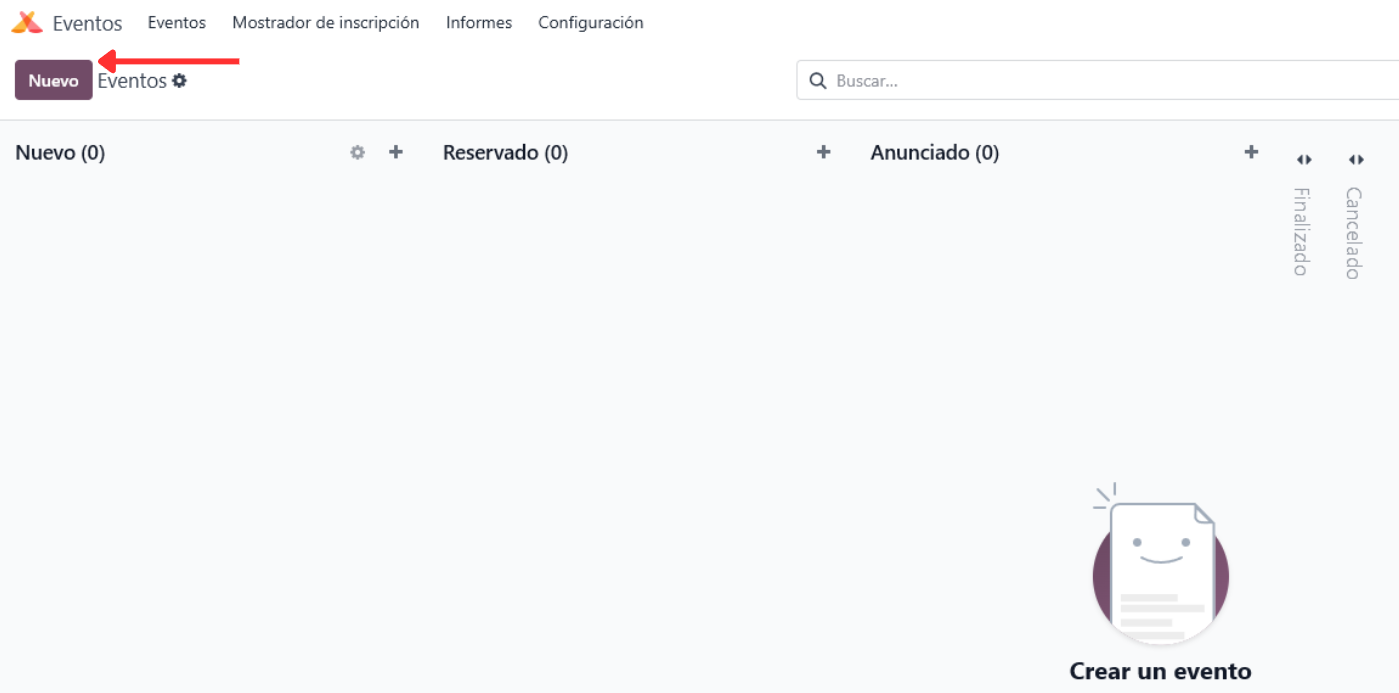 Eventos Eventos Mostrador de inscripción Informes Configuración
Nuevo Eventos Buscar...
Nuevo (0) Reservado (0) Anunciado (0)
Finalizado
Cancelado
Crear un evento